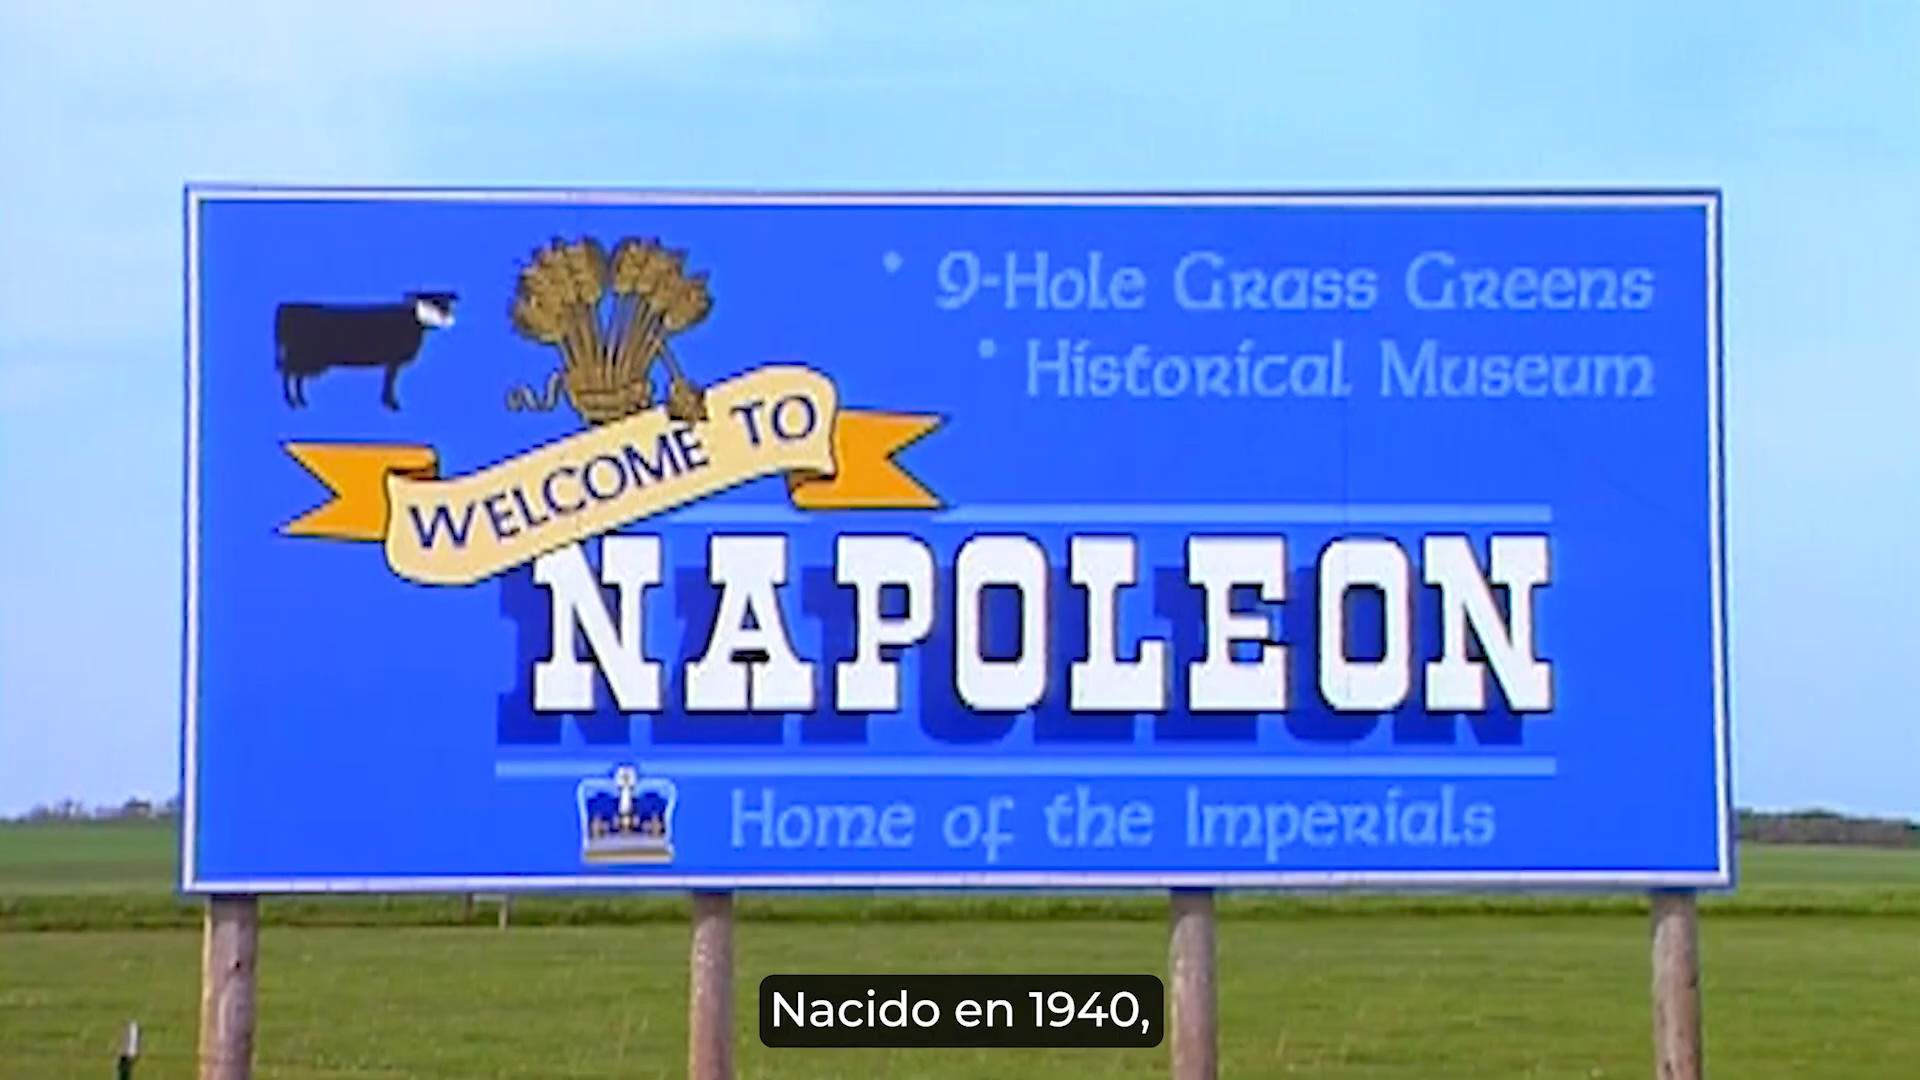 • 9-Hole Grass Greens
• Historical Museum
WELCOME TO
NAPOLEON
Home of the Imperials
Nacido en 1940,